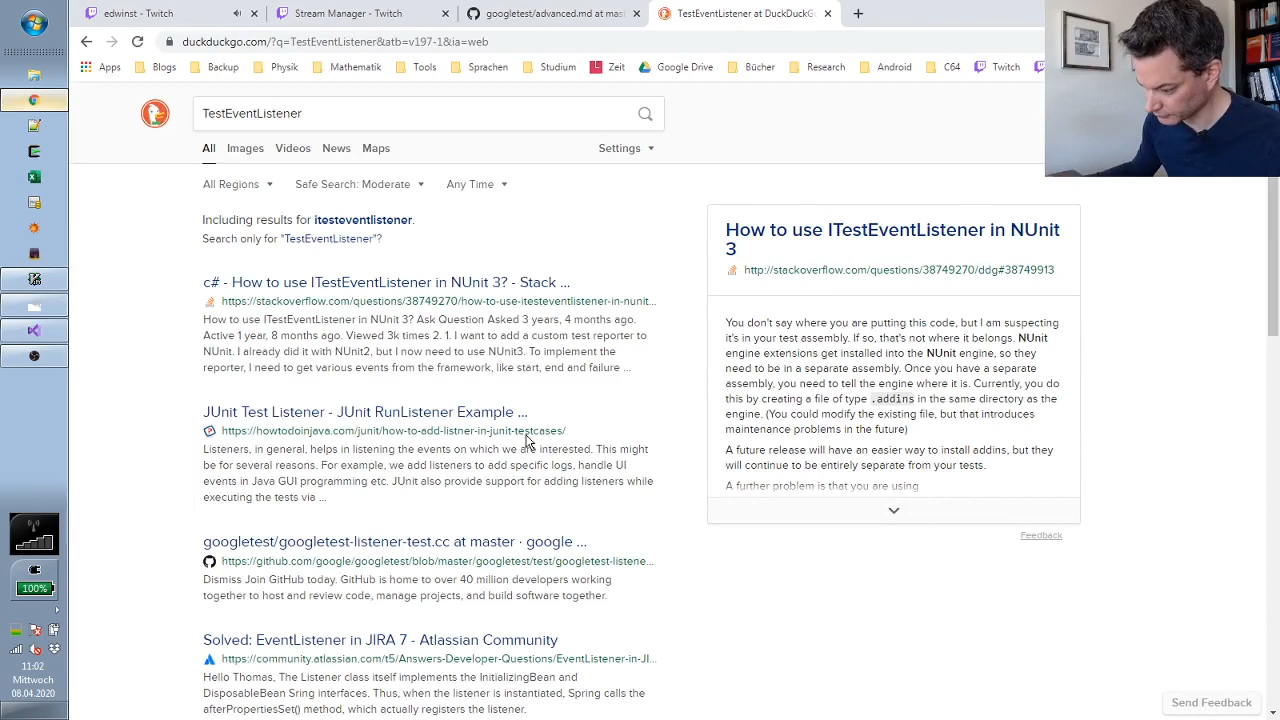 edwinst - Twitch
Stream Manager - Twitch
googletest/advanced.md at mast
TestEventListener at DuckDuckG
duckduckgo.com/?q=TestEventListener&t=ffab&atb=v197-1&ia=web
Apps
Blogs
Backup
Physik
Mathem
Tools
Sprachen
Studium
Zeit
Google Drive
Bücher
Research
Android
C64
Twitch
TestEventListener
All
Images
Videos
News
Maps
Settings
All Regions
Safe Search: Moderate
Any Time
Including results for itesteventlistener.
Search only for "TestEventListener"?
c# - How to use ITestEventListener in NUnit 3? - Stack ...
https://stackoverflow.com/questions/38749270/how-to-use-itesteventlistener-in-nunit...
How to use ITestEventListener in NUnit 3? Ask Question Asked 3 years, 4 months ago.
Active 1 year, 8 months ago. Viewed 3k times 2. 1. I want to add a custom test reporter to
NUnit. I already did it with NUnit2, but I now need to use NUnit3. To implement the
reporter, I need to get various events from the framework, like start, end and failure ...
JUnit Test Listener - JUnit RunListener Example ...
https://howtodoinjava.com/junit/how-to-add-listner-in-junit-testcases/
Listeners, in general, helps in listening the events on which we are interested. This might
be for several reasons. For example, we add listeners to add specific logs, handle UI
events in Java GUI programming etc. JUnit also provide support for adding listeners while
executing the tests via ...
googletest/googletest-listener-test.cc at master · google ...
https://github.com/google/googletest/blob/master/googletest/test/googletest-listene...
Dismiss Join GitHub today. GitHub is home to over 40 million developers working
together to host and review code, manage projects, and build software together.
Solved: EventListener in JIRA 7 - Atlassian Community
https://community.atlassian.com/t5/Answers-Developer-Questions/EventListener-in-JI...
Hello Thomas, The Listener class itself implements the InitializingBean and
DisposableBean Sring interfaces. Thus, when the listener is instantiated, Spring calls the
afterPropertiesSet() method, which actually registers the listener.
How to use ITestEventListener in NUnit
3
http://stackoverflow.com/questions/38749270/ddg#38749913
You don't say where you are putting this code, but I am suspecting
it's in your test assembly. If so, that's not where it belongs. NUnit
engine extensions get installed into the NUnit engine, so they
need to be in a separate assembly. Once you have a separate
assembly, you need to tell the engine where it is. Currently, you do
this by creating a file of type .addins in the same directory as the
engine. (You could modify the existing file, but that introduces
maintenance problems in the future)
A future release will have an easier way to install addins, but they
will continue to be entirely separate from your tests.
A further problem is that you are using
Feedback
Send Feedback
100%
11:02
Mittwoch
08.04.2020